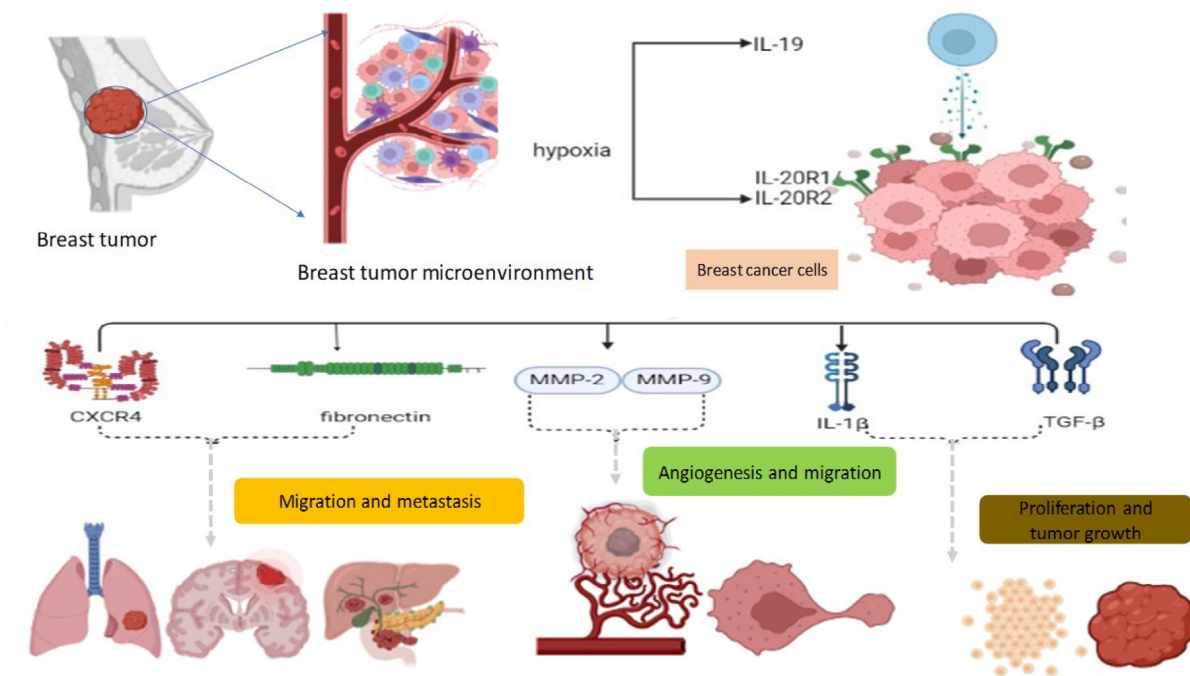 IL-19
hypoxia
IL-20R1/
IL-20R2
Breast tumor
Breast tumor microenvironment
Breast cancer cells
CXCR4
fibronectin
MMP-2
MMP-9
IL-1β
TGF-β
Migration and metastasis
Angiogenesis and migration
Proliferation and
tumor growth